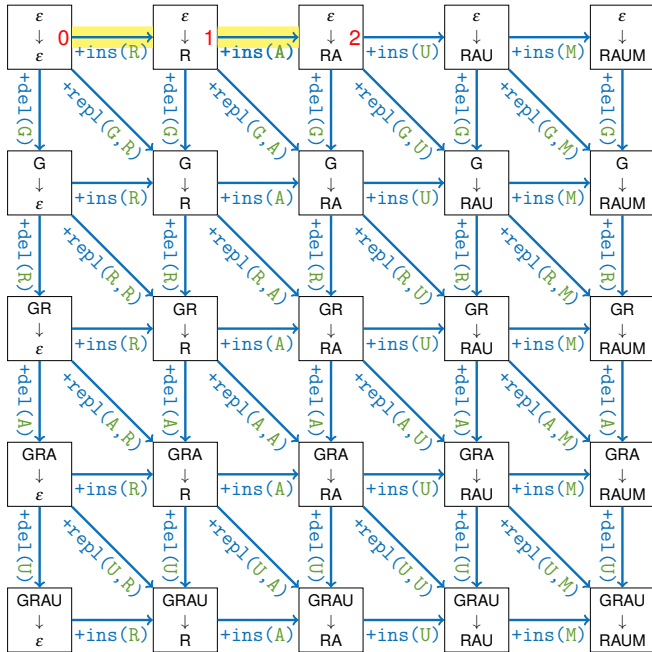 ε ε ε ε ε
↓ 0 ↓ 1 ↓ 2 ↓ ↓
ε +ins(R) R +ins(A) RA +ins(U) RAU +ins(M) RAUM
+del(G) +repl(G,R) +del(G) +repl(G,A) +del(G) +repl(G,U) +del(G) +repl(G,M) +del(G)
G G G G G
↓ ↓ ↓ ↓ ↓
ε +ins(R) R +ins(A) RA +ins(U) RAU +ins(M) RAUM
+del(R) +repl(R,R) +del(R) +repl(R,A) +del(R) +repl(R,U) +del(R) +repl(R,M) +del(R)
GR GR GR GR GR
↓ ↓ ↓ ↓ ↓
ε +ins(R) R +ins(A) RA +ins(U) RAU +ins(M) RAUM
+del(A) +repl(A,R) +del(A) +repl(A,A) +del(A) +repl(A,U) +del(A) +repl(A,M) +del(A)
GRA GRA GRA GRA GRA
↓ ↓ ↓ ↓ ↓
ε +ins(R) R +ins(A) RA +ins(U) RAU +ins(M) RAUM
+del(U) +repl(U,R) +del(U) +repl(U,A) +del(U) +repl(U,U) +del(U) +repl(U,M) +del(U)
GRAU GRAU GRAU GRAU GRAU
↓ ↓ ↓ ↓ ↓
ε +ins(R) R +ins(A) RA +ins(U) RAU +ins(M) RAUM